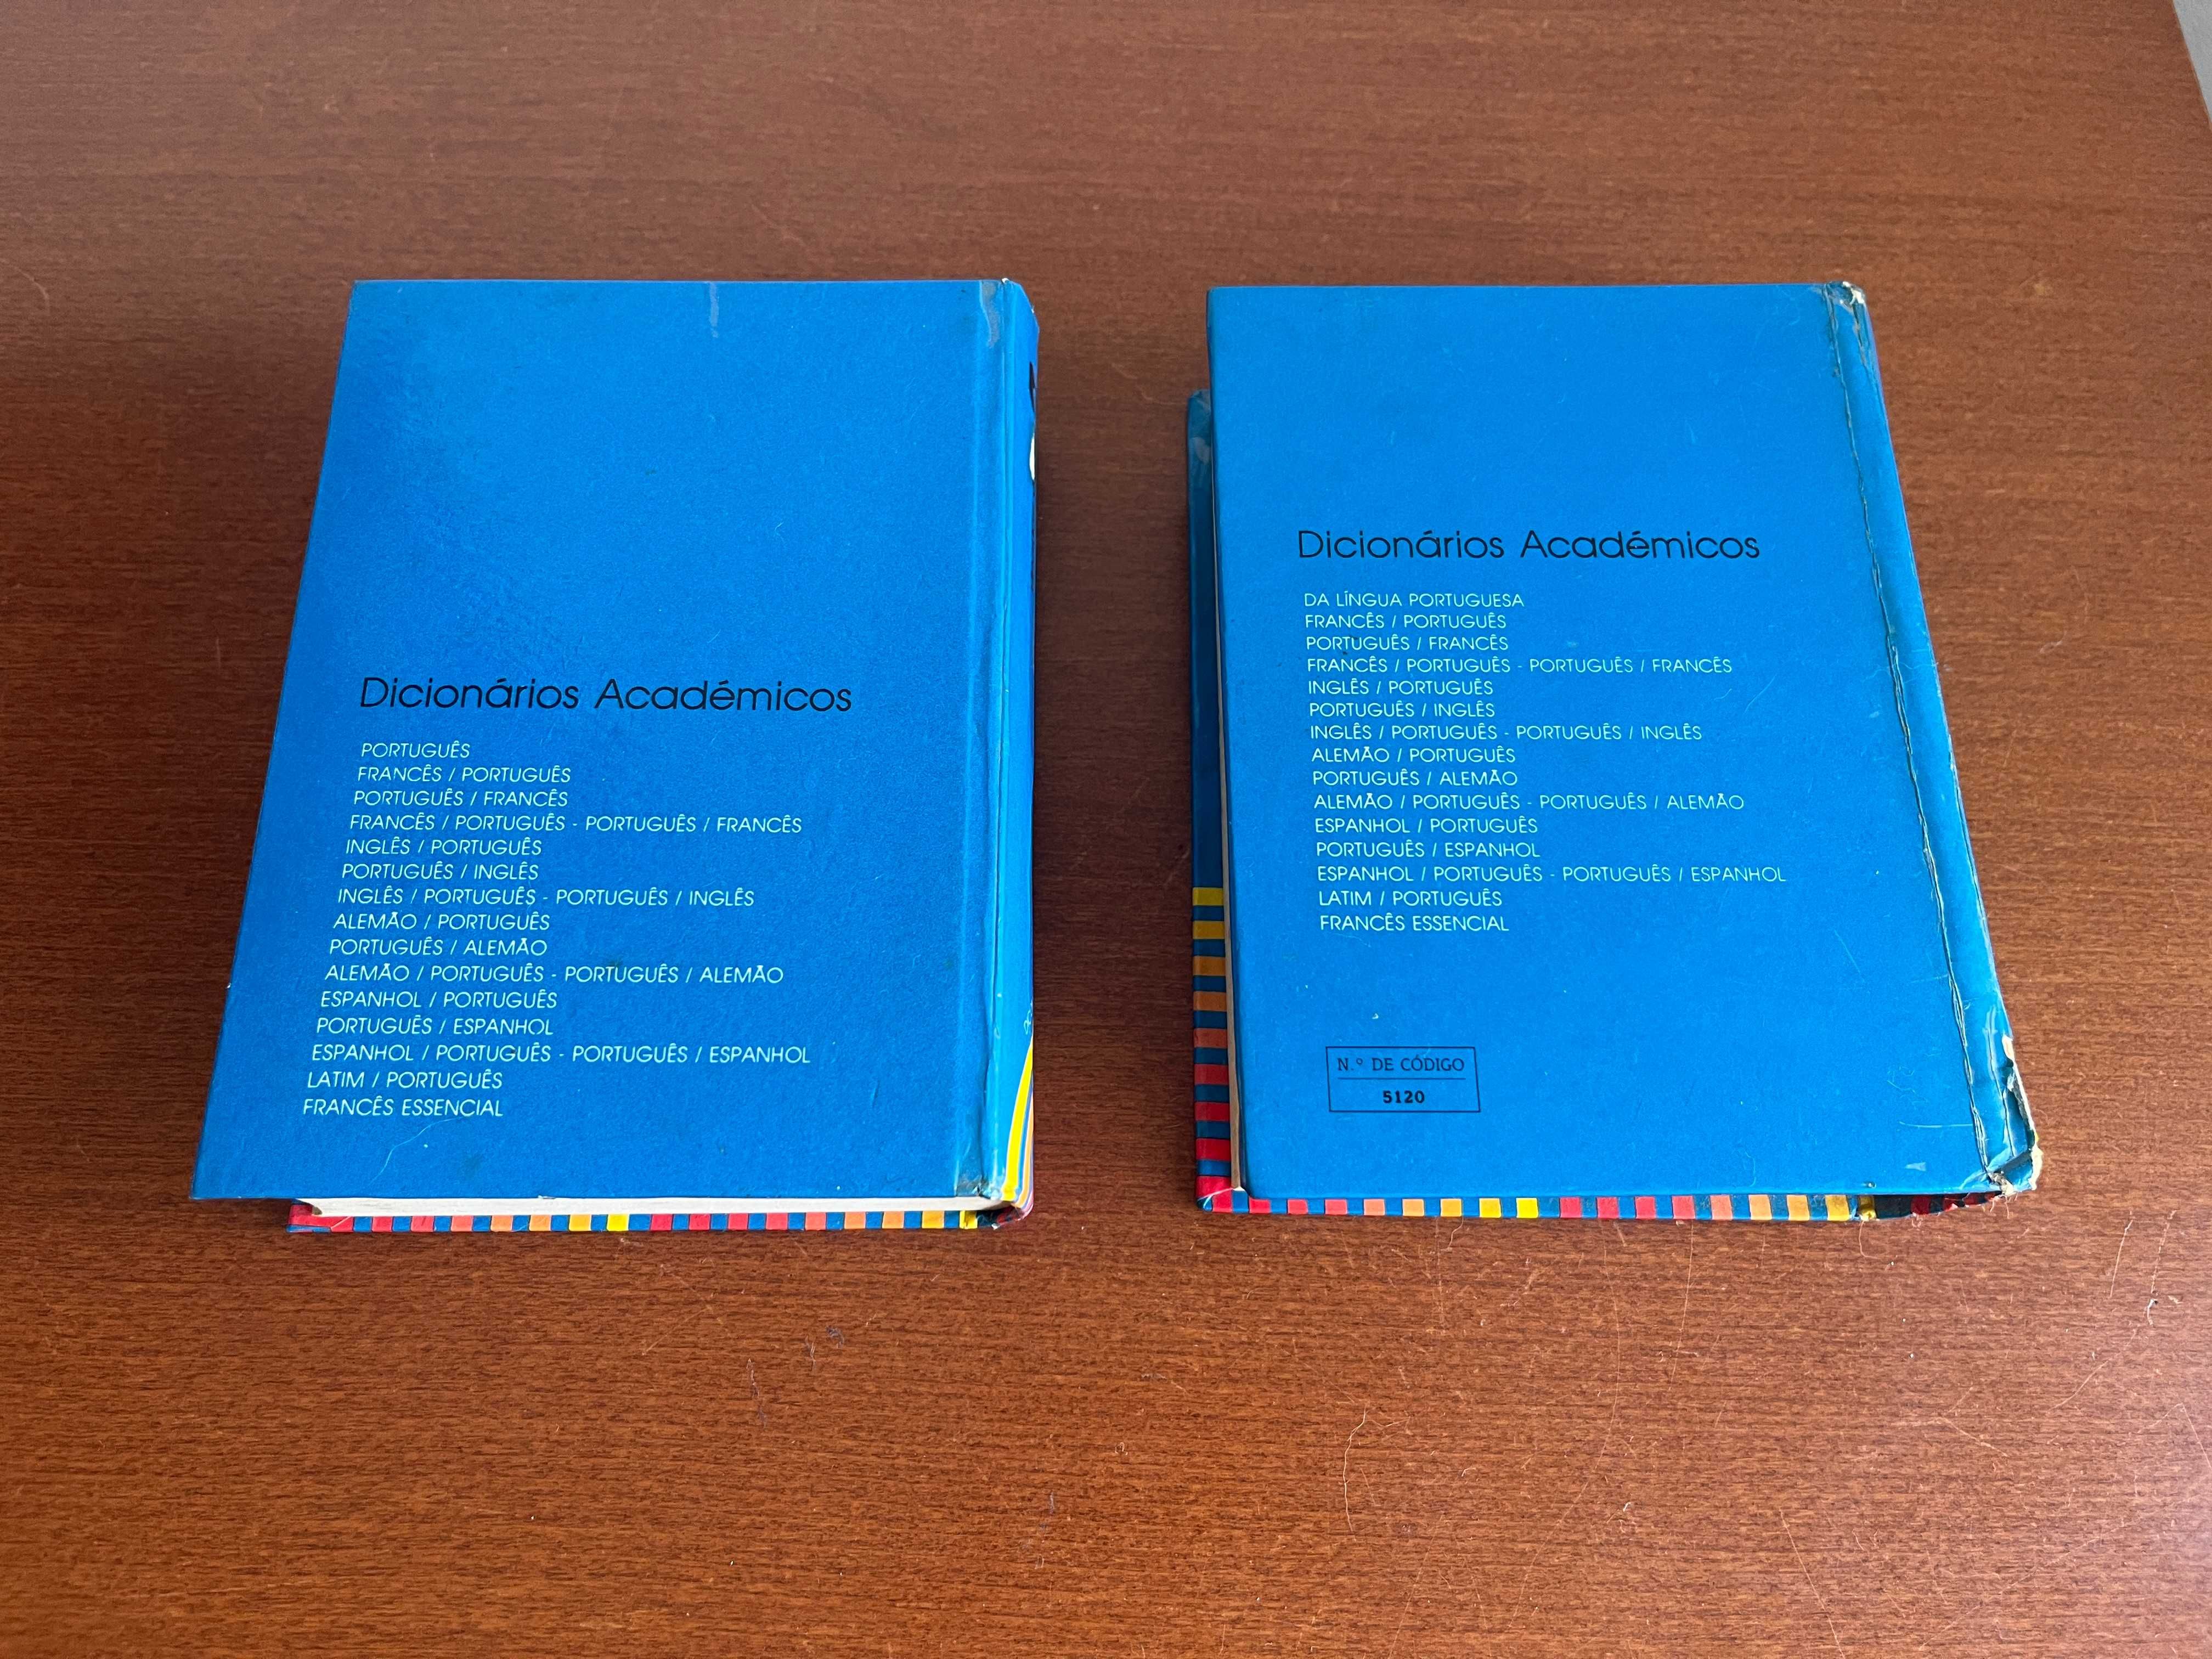 Dicionários Académicos
PORTUGUÊS
FRANCÊS / PORTUGUÊS
PORTUGUÊS / FRANCÊS
FRANCÊS / PORTUGUÊS - PORTUGUÊS / FRANCÊS
INGLÊS / PORTUGUÊS
PORTUGUÊS / INGLÊS
INGLÊS / PORTUGUÊS - PORTUGUÊS / INGLÊS
ALEMÃO / PORTUGUÊS
PORTUGUÊS / ALEMÃO
ALEMÃO / PORTUGUÊS - PORTUGUÊS / ALEMÃO
ESPANHOL / PORTUGUÊS
PORTUGUÊS / ESPANHOL
ESPANHOL / PORTUGUÊS - PORTUGUÊS / ESPANHOL
LATIM / PORTUGUÊS
FRANCÊS ESSENCIAL
Dicionários Académicos
DA LÍNGUA PORTUGUESA
FRANCÊS / PORTUGUÊS
PORTUGUÊS / FRANCÊS
FRANCÊS / PORTUGUÊS - PORTUGUÊS / FRANCÊS
INGLÊS / PORTUGUÊS
PORTUGUÊS / INGLÊS
INGLÊS / PORTUGUÊS - PORTUGUÊS / INGLÊS
ALEMÃO / PORTUGUÊS
PORTUGUÊS / ALEMÃO
ALEMÃO / PORTUGUÊS - PORTUGUÊS / ALEMÃO
ESPANHOL / PORTUGUÊS
PORTUGUÊS / ESPANHOL
ESPANHOL / PORTUGUÊS - PORTUGUÊS / ESPANHOL
LATIM / PORTUGUÊS
FRANCÊS ESSENCIAL
N.º DE CÓDIGO
5120